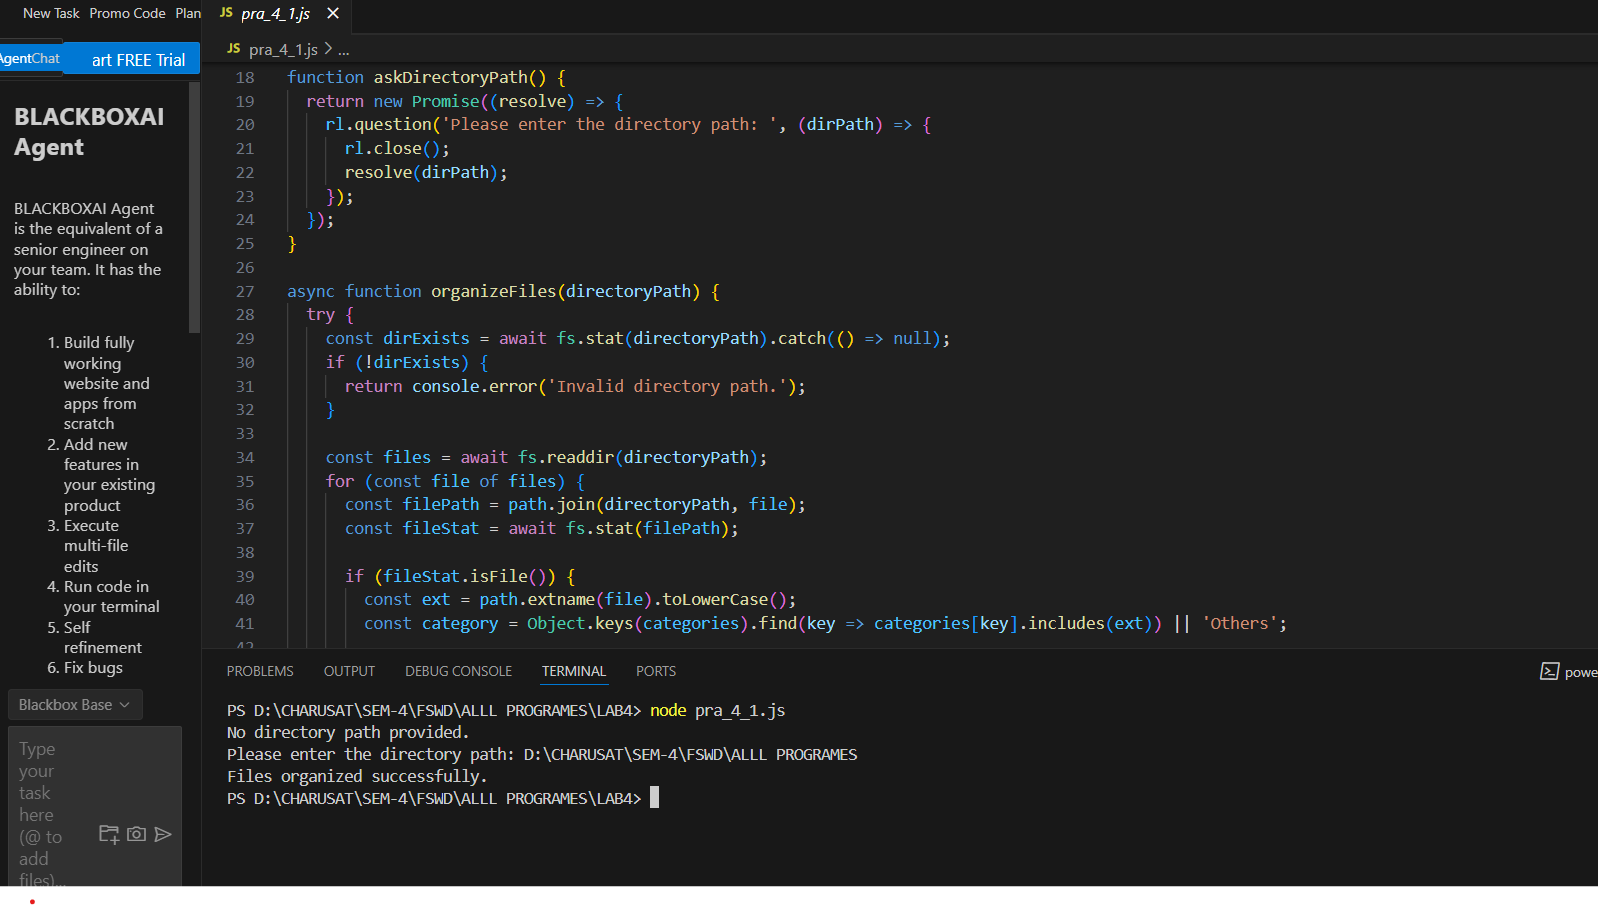 New Task Promo Code Plan
AgentChat
art FREE Trial
BLACKBOXAI
Agent
BLACKBOXAI Agent
is the equivalent of a
senior engineer on
your team. It has the
ability to:
1. Build fully
working
website and
apps from
scratch
2. Add new
features in
your existing
product
3. Execute
multi-file
edits
4. Run code in
your terminal
5. Self
refinement
6. Fix bugs
Blackbox Base
Type
your
task
here
(@ to
add
files)...
JS pra_4_1.js
JS pra_4_1.js > ...
18 function askDirectoryPath() {
19 return new Promise((resolve) => {
20 rl.question('Please enter the directory path: ', (dirPath) => {
21 rl.close();
22 resolve(dirPath);
23 });
24 });
25 }
26
27 async function organizeFiles(directoryPath) {
28 try {
29 const dirExists = await fs.stat(directoryPath).catch(() => null);
30 if (!dirExists) {
31 return console.error('Invalid directory path.');
32 }
33
34 const files = await fs.readdir(directoryPath);
35 for (const file of files) {
36 const filePath = path.join(directoryPath, file);
37 const fileStat = await fs.stat(filePath);
38
39 if (fileStat.isFile()) {
40 const ext = path.extname(file).toLowerCase();
41 const category = Object.keys(categories).find(key => categories[key].includes(ext)) || 'Others';
42
PROBLEMS OUTPUT DEBUG CONSOLE TERMINAL PORTS
powe
PS D:\CHARUSAT\SEM-4\FSWD\ALLL PROGRAMES\LAB4> node pra_4_1.js
No directory path provided.
Please enter the directory path: D:\CHARUSAT\SEM-4\FSWD\ALLL PROGRAMES
Files organized successfully.
PS D:\CHARUSAT\SEM-4\FSWD\ALLL PROGRAMES\LAB4>